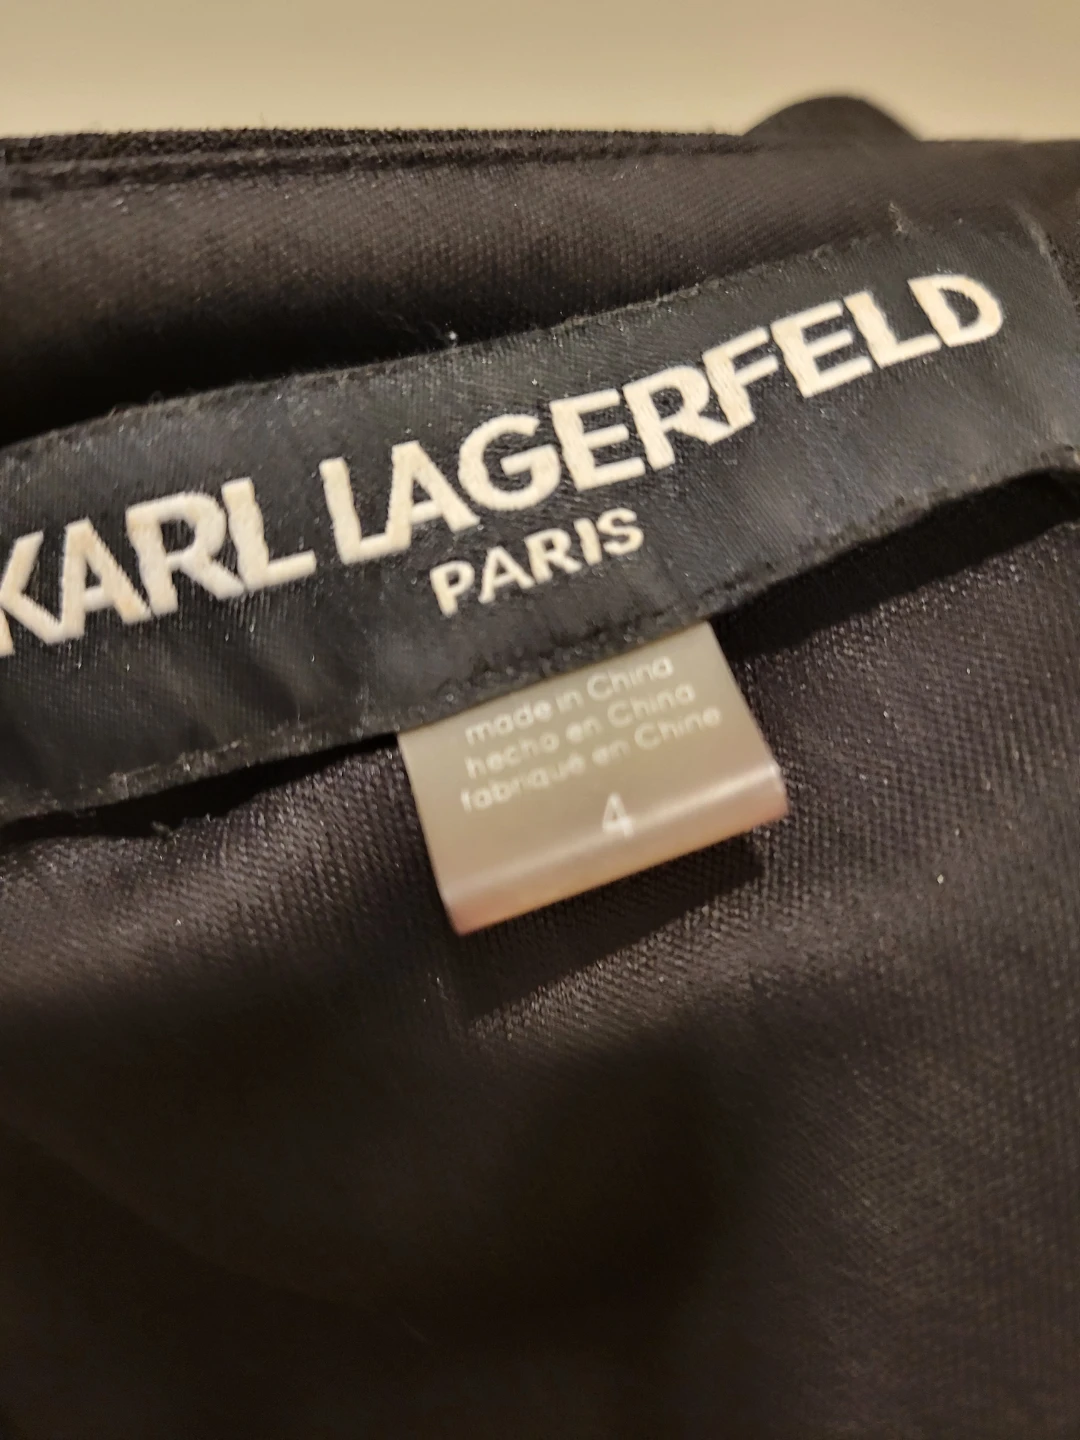 KARL LAGERFELD
PARIS
made in China
hecho en China
fabriqué en Chine
4